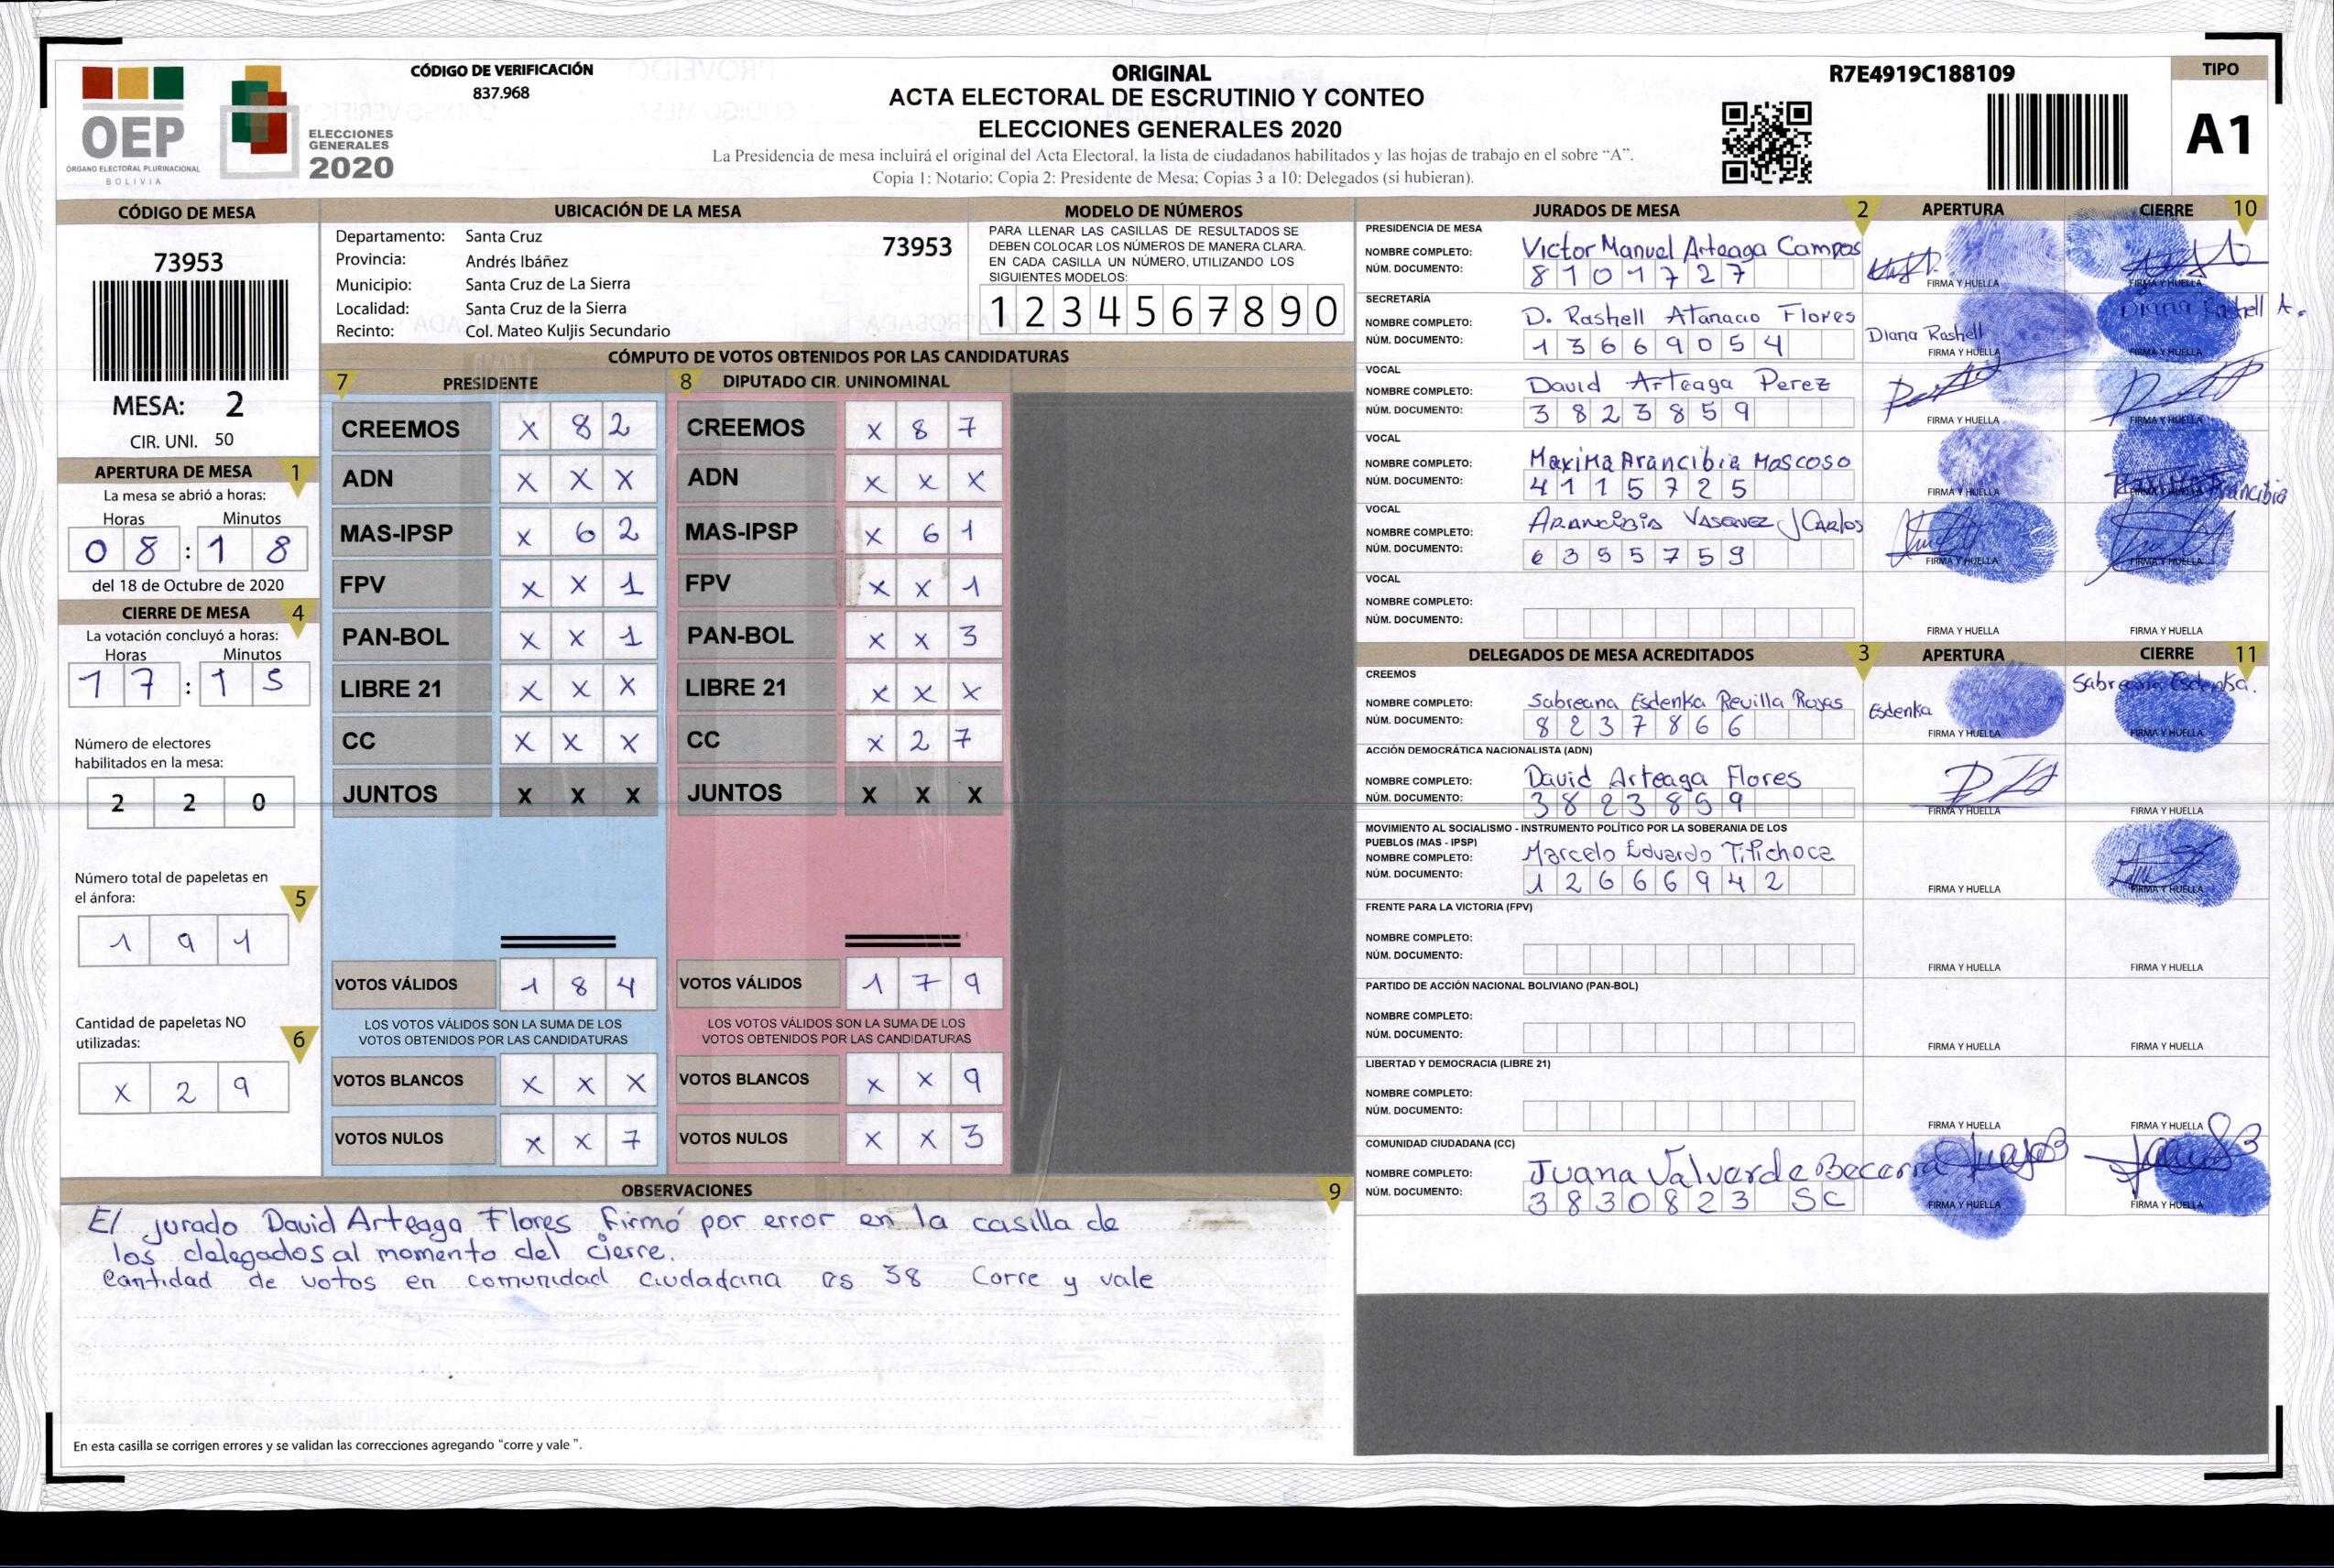 CÓDIGO DE VERIFICACIÓN
837.968
OEP
ÓRGANO ELECTORAL PLURINACIONAL
BOLIVIA
ELECCIONES
GENERALES
2020
ORIGINAL
ACTA ELECTORAL DE ESCRUTINIO Y CONTEO
ELECCIONES GENERALES 2020
La Presidencia de mesa incluirá el original del Acta Electoral, la lista de ciudadanos habilitados y las hojas de trabajo en el sobre “A”.
Copia 1: Notario; Copia 2: Presidente de Mesa; Copias 3 a 10: Delegados (si hubieran).
R7E4919C188109
TIPO
A1
CÓDIGO DE MESA
73953
MESA: 2
CIR. UNI. 50
APERTURA DE MESA 1
La mesa se abrió a horas:
Horas Minutos
0 8 : 1 8
del 18 de Octubre de 2020
CIERRE DE MESA 4
La votación concluyó a horas:
Horas Minutos
1 7 : 1 5
Número de electores
habilitados en la mesa:
2 2 0
Número total de papeletas en
el ánfora: 5
1 9 1
Cantidad de papeletas NO
utilizadas: 6
X 2 9
UBICACIÓN DE LA MESA
Departamento: Santa Cruz 73953
Provincia: Andrés Ibáñez
Municipio: Santa Cruz de La Sierra
Localidad: Santa Cruz de la Sierra
Recinto: Col. Mateo Kuljis Secundario
MODELO DE NÚMEROS
PARA LLENAR LAS CASILLAS DE RESULTADOS SE
DEBEN COLOCAR LOS NÚMEROS DE MANERA CLARA.
EN CADA CASILLA UN NÚMERO, UTILIZANDO LOS
SIGUIENTES MODELOS:
1 2 3 4 5 6 7 8 9 0
CÓMPUTO DE VOTOS OBTENIDOS POR LAS CANDIDATURAS
7 PRESIDENTE 8 DIPUTADO CIR. UNINOMINAL
CREEMOS X 8 2 CREEMOS X 8 7
ADN X X X ADN X X X
MAS-IPSP X 6 2 MAS-IPSP X 6 1
FPV X X 1 FPV X X 1
PAN-BOL X X 1 PAN-BOL X X 3
LIBRE 21 X X X LIBRE 21 X X X
CC X X X CC X 2 7
JUNTOS X X X JUNTOS X X X
VOTOS VÁLIDOS 1 8 4 VOTOS VÁLIDOS 1 7 9
LOS VOTOS VÁLIDOS SON LA SUMA DE LOS LOS VOTOS VÁLIDOS SON LA SUMA DE LOS
VOTOS OBTENIDOS POR LAS CANDIDATURAS VOTOS OBTENIDOS POR LAS CANDIDATURAS
VOTOS BLANCOS X X X VOTOS BLANCOS X X 9
VOTOS NULOS X X 7 VOTOS NULOS X X 3
OBSERVACIONES 9
El jurado David Arteaga Flores firmó por error en la casilla de
los delegados al momento del cierre.
Cantidad de votos en comunidad ciudadana es 38 Corre y vale
En esta casilla se corrigen errores y se validan las correcciones agregando “corre y vale ”.
JURADOS DE MESA 2 APERTURA CIERRE 10
PRESIDENCIA DE MESA
NOMBRE COMPLETO: Victor Manuel Arteaga Campos
NÚM. DOCUMENTO: 8 1 0 1 7 2 7
FIRMA Y HUELLA FIRMA Y HUELLA
SECRETARÍA
NOMBRE COMPLETO: D. Rashell Atanacio Flores Diana Rashell Diana Rashell A.
NÚM. DOCUMENTO: 1 3 6 6 9 0 5 4
FIRMA Y HUELLA
VOCAL
NOMBRE COMPLETO: David Arteaga Perez
NÚM. DOCUMENTO: 3 8 2 3 8 5 9
FIRMA Y HUELLA FIRMA Y HUELLA
VOCAL
NOMBRE COMPLETO: Maxima Arancibia Moscoso
NÚM. DOCUMENTO: 4 1 1 5 7 2 5 Arancibia
FIRMA Y HUELLA
VOCAL
NOMBRE COMPLETO: Arancibia Vasquez J Carlos
NÚM. DOCUMENTO: 6 3 5 5 7 5 9
FIRMA Y HUELLA FIRMA Y HUELLA
VOCAL
NOMBRE COMPLETO:
NÚM. DOCUMENTO:
FIRMA Y HUELLA FIRMA Y HUELLA
DELEGADOS DE MESA ACREDITADOS 3 APERTURA CIERRE 11
CREEMOS
NOMBRE COMPLETO: Sabreana Esdenka Revilla Rojas Esdenka Esdenka.
NÚM. DOCUMENTO: 8 2 3 7 8 6 6
FIRMA Y HUELLA FIRMA Y HUELLA
ACCIÓN DEMOCRÁTICA NACIONALISTA (ADN)
NOMBRE COMPLETO: David Arteaga Flores
NÚM. DOCUMENTO: 3 8 2 3 8 5 9
FIRMA Y HUELLA FIRMA Y HUELLA
MOVIMIENTO AL SOCIALISMO - INSTRUMENTO POLÍTICO POR LA SOBERANIA DE LOS
PUEBLOS (MAS - IPSP)
NOMBRE COMPLETO: Marcelo Eduardo Titichoca
NÚM. DOCUMENTO: 1 2 6 6 6 9 4 2
FIRMA Y HUELLA FIRMA Y HUELLA
FRENTE PARA LA VICTORIA (FPV)
NOMBRE COMPLETO:
NÚM. DOCUMENTO:
FIRMA Y HUELLA FIRMA Y HUELLA
PARTIDO DE ACCIÓN NACIONAL BOLIVIANO (PAN-BOL)
NOMBRE COMPLETO:
NÚM. DOCUMENTO:
FIRMA Y HUELLA FIRMA Y HUELLA
LIBERTAD Y DEMOCRACIA (LIBRE 21)
NOMBRE COMPLETO:
NÚM. DOCUMENTO:
FIRMA Y HUELLA FIRMA Y HUELLA
COMUNIDAD CIUDADANA (CC)
NOMBRE COMPLETO: Juana Valverde Becerra
NÚM. DOCUMENTO: 3 8 3 0 8 2 3 SC
FIRMA Y HUELLA FIRMA Y HUELLA